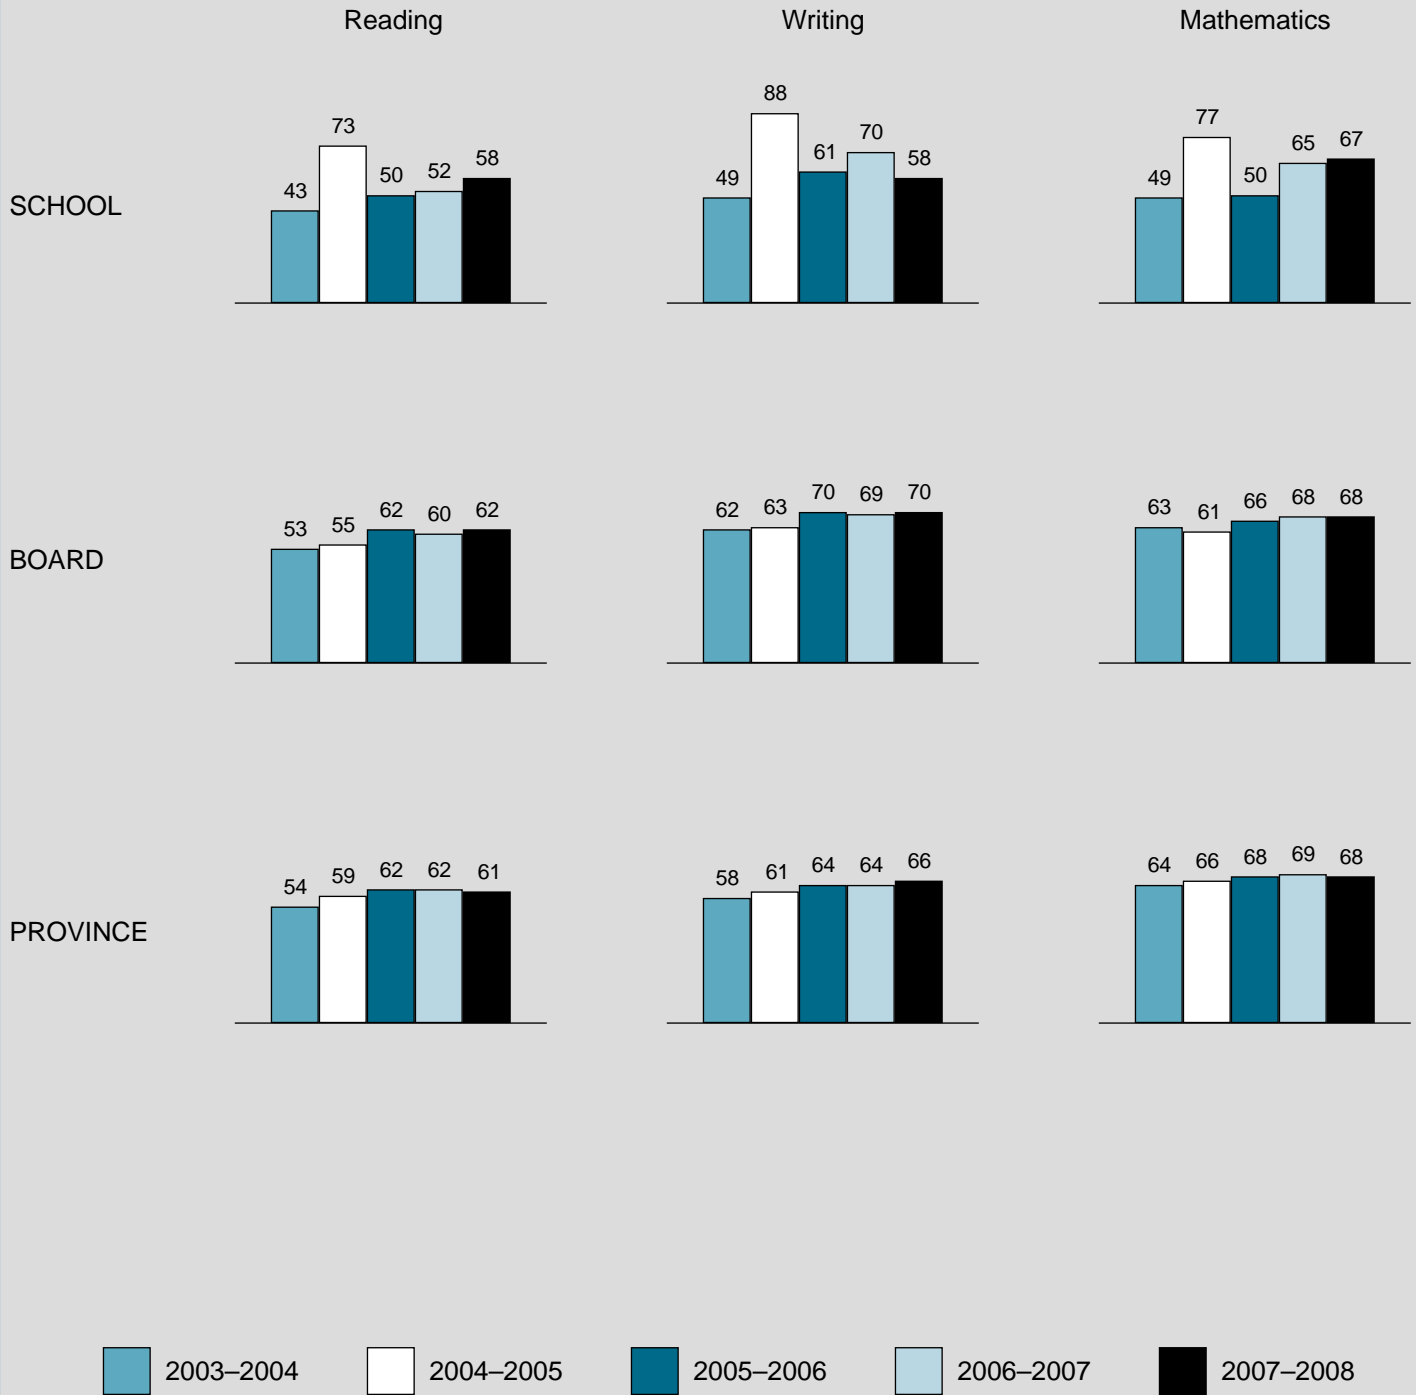 Reading Writing Mathematics
SCHOOL
43 73 50 52 58
49 88 61 70 58
49 77 50 65 67
BOARD
53 55 62 60 62
62 63 70 69 70
63 61 66 68 68
PROVINCE
54 59 62 62 61
58 61 64 64 66
64 66 68 69 68
2003–2004 2004–2005 2005–2006 2006–2007 2007–2008